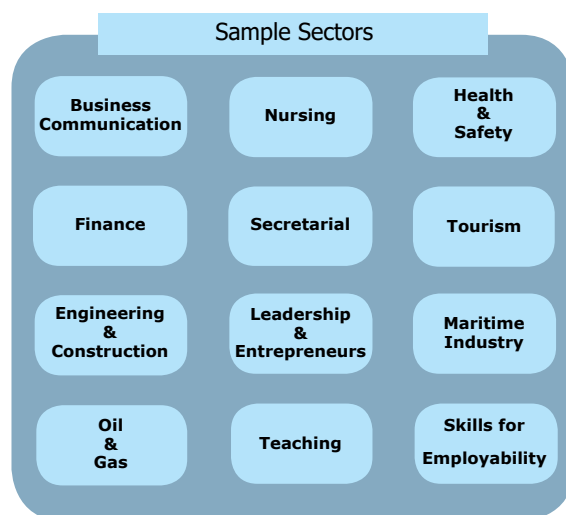 Sample Sectors
Business
Communication
Nursing
Health
&
Safety
Finance
Secretarial
Tourism
Engineering
&
Construction
Leadership
&
Entrepreneurs
Maritime
Industry
Oil
&
Gas
Teaching
Skills for
Employability